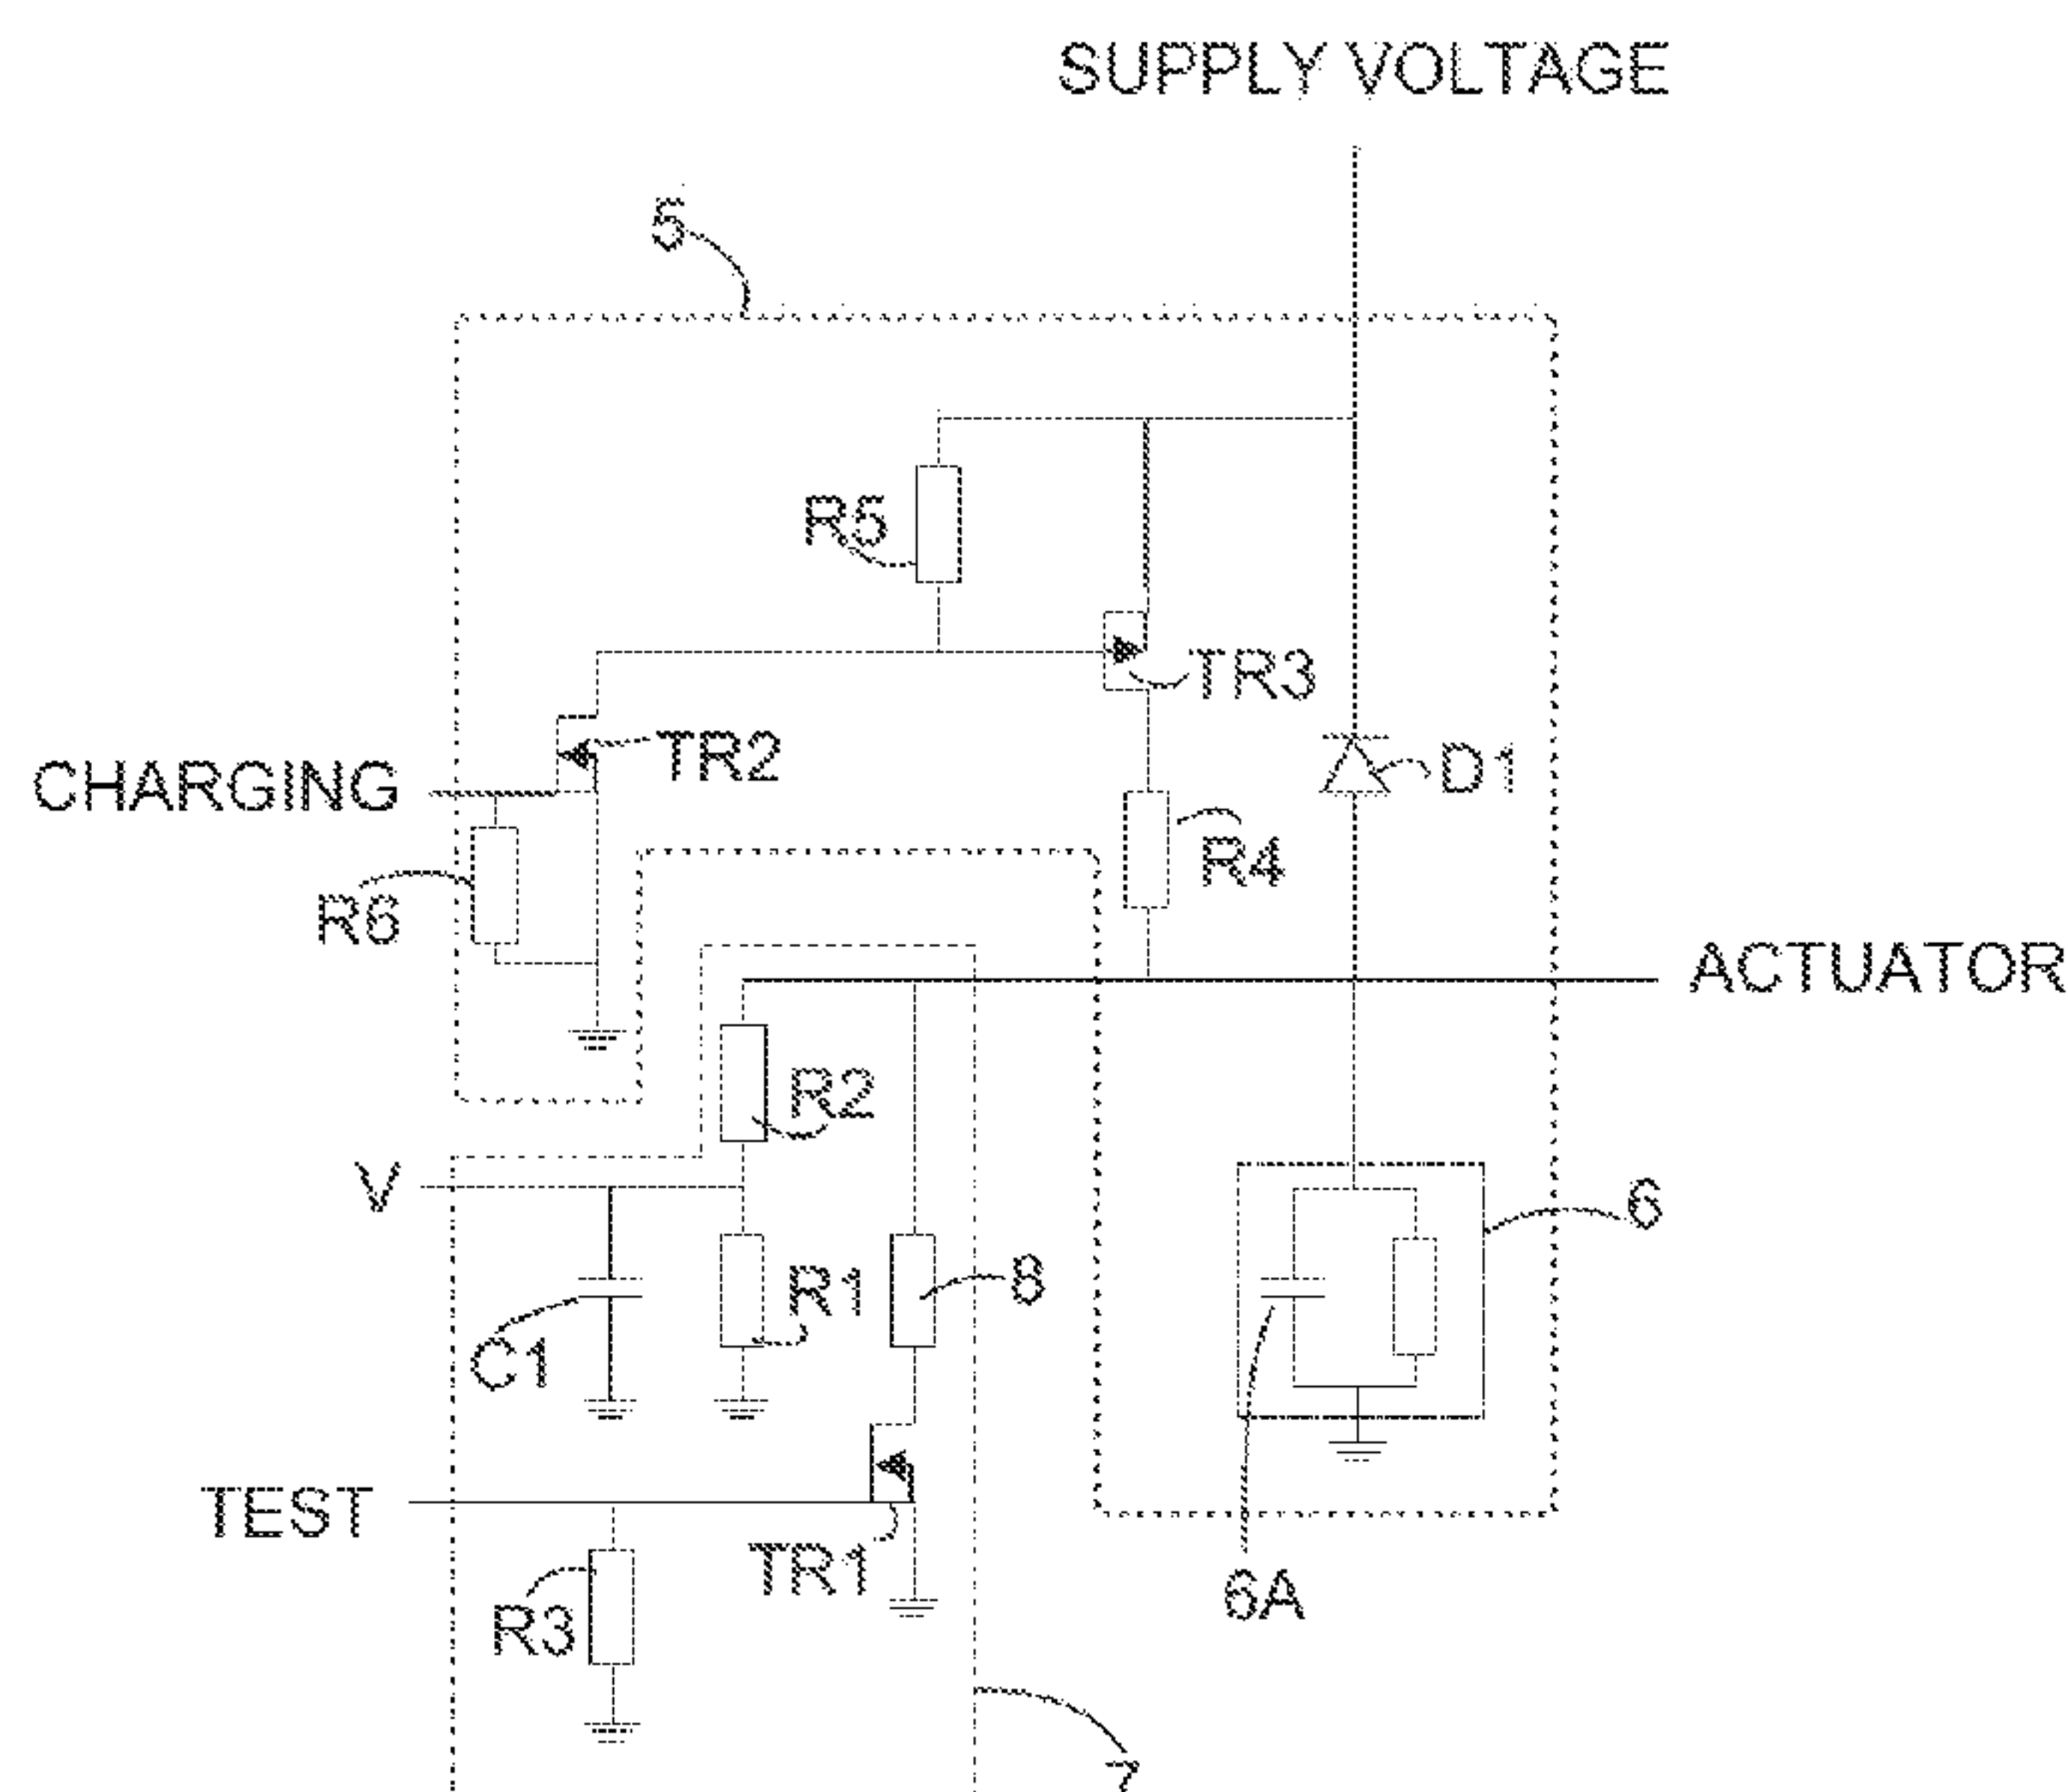 SUPPLY VOLTAGE
5
R5
TR3
TR2
D1
CHARGING
R4
R6
ACTUATOR
R2
V
6
8
R1
C1
TEST
TR1
6A
R3
7